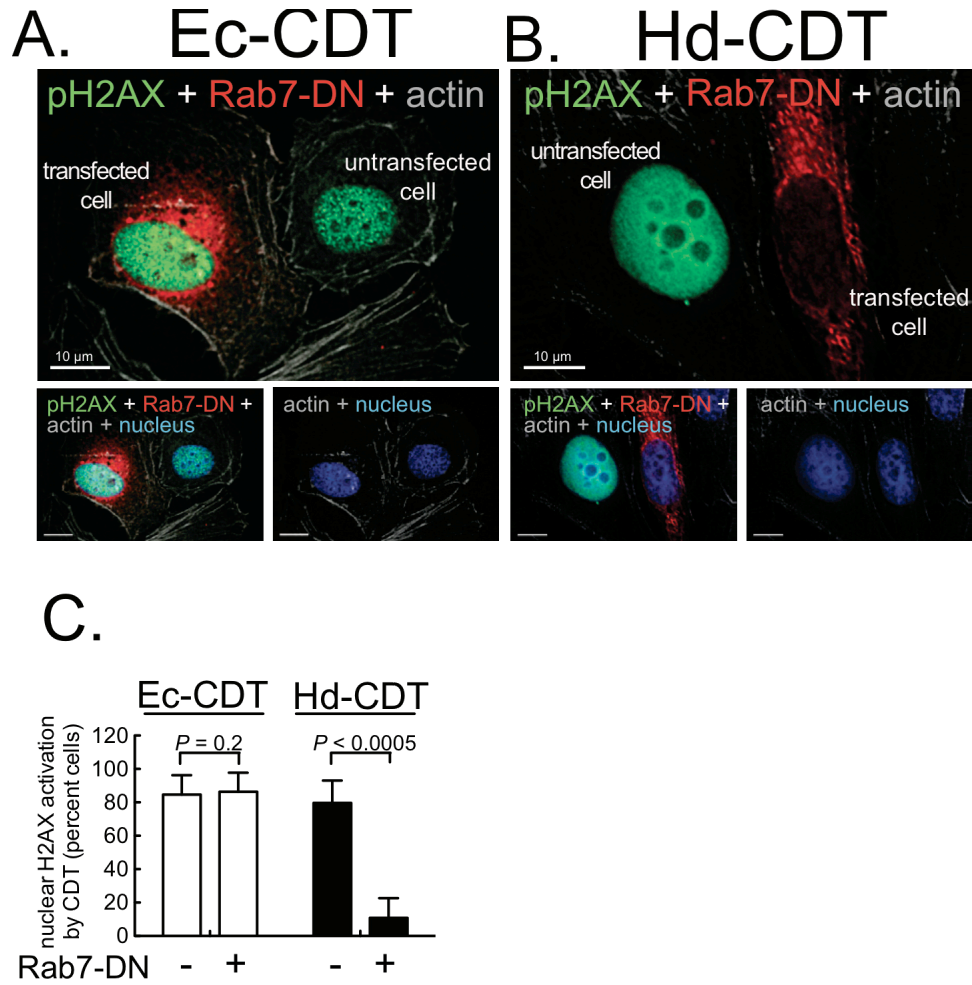 A. Ec-CDT
pH2AX + Rab7-DN + actin
transfected
cell
untransfected
cell
10 µm
pH2AX + Rab7-DN +
actin + nucleus
actin + nucleus
B. Hd-CDT
pH2AX + Rab7-DN + actin
untransfected
cell
transfected
cell
10 µm
pH2AX + Rab7-DN +
actin + nucleus
actin + nucleus
C.
Ec-CDT Hd-CDT
nuclear H2AX activation
by CDT (percent cells)
120
100
80
60
40
20
0
P = 0.2
P < 0.0005
Rab7-DN - + - +